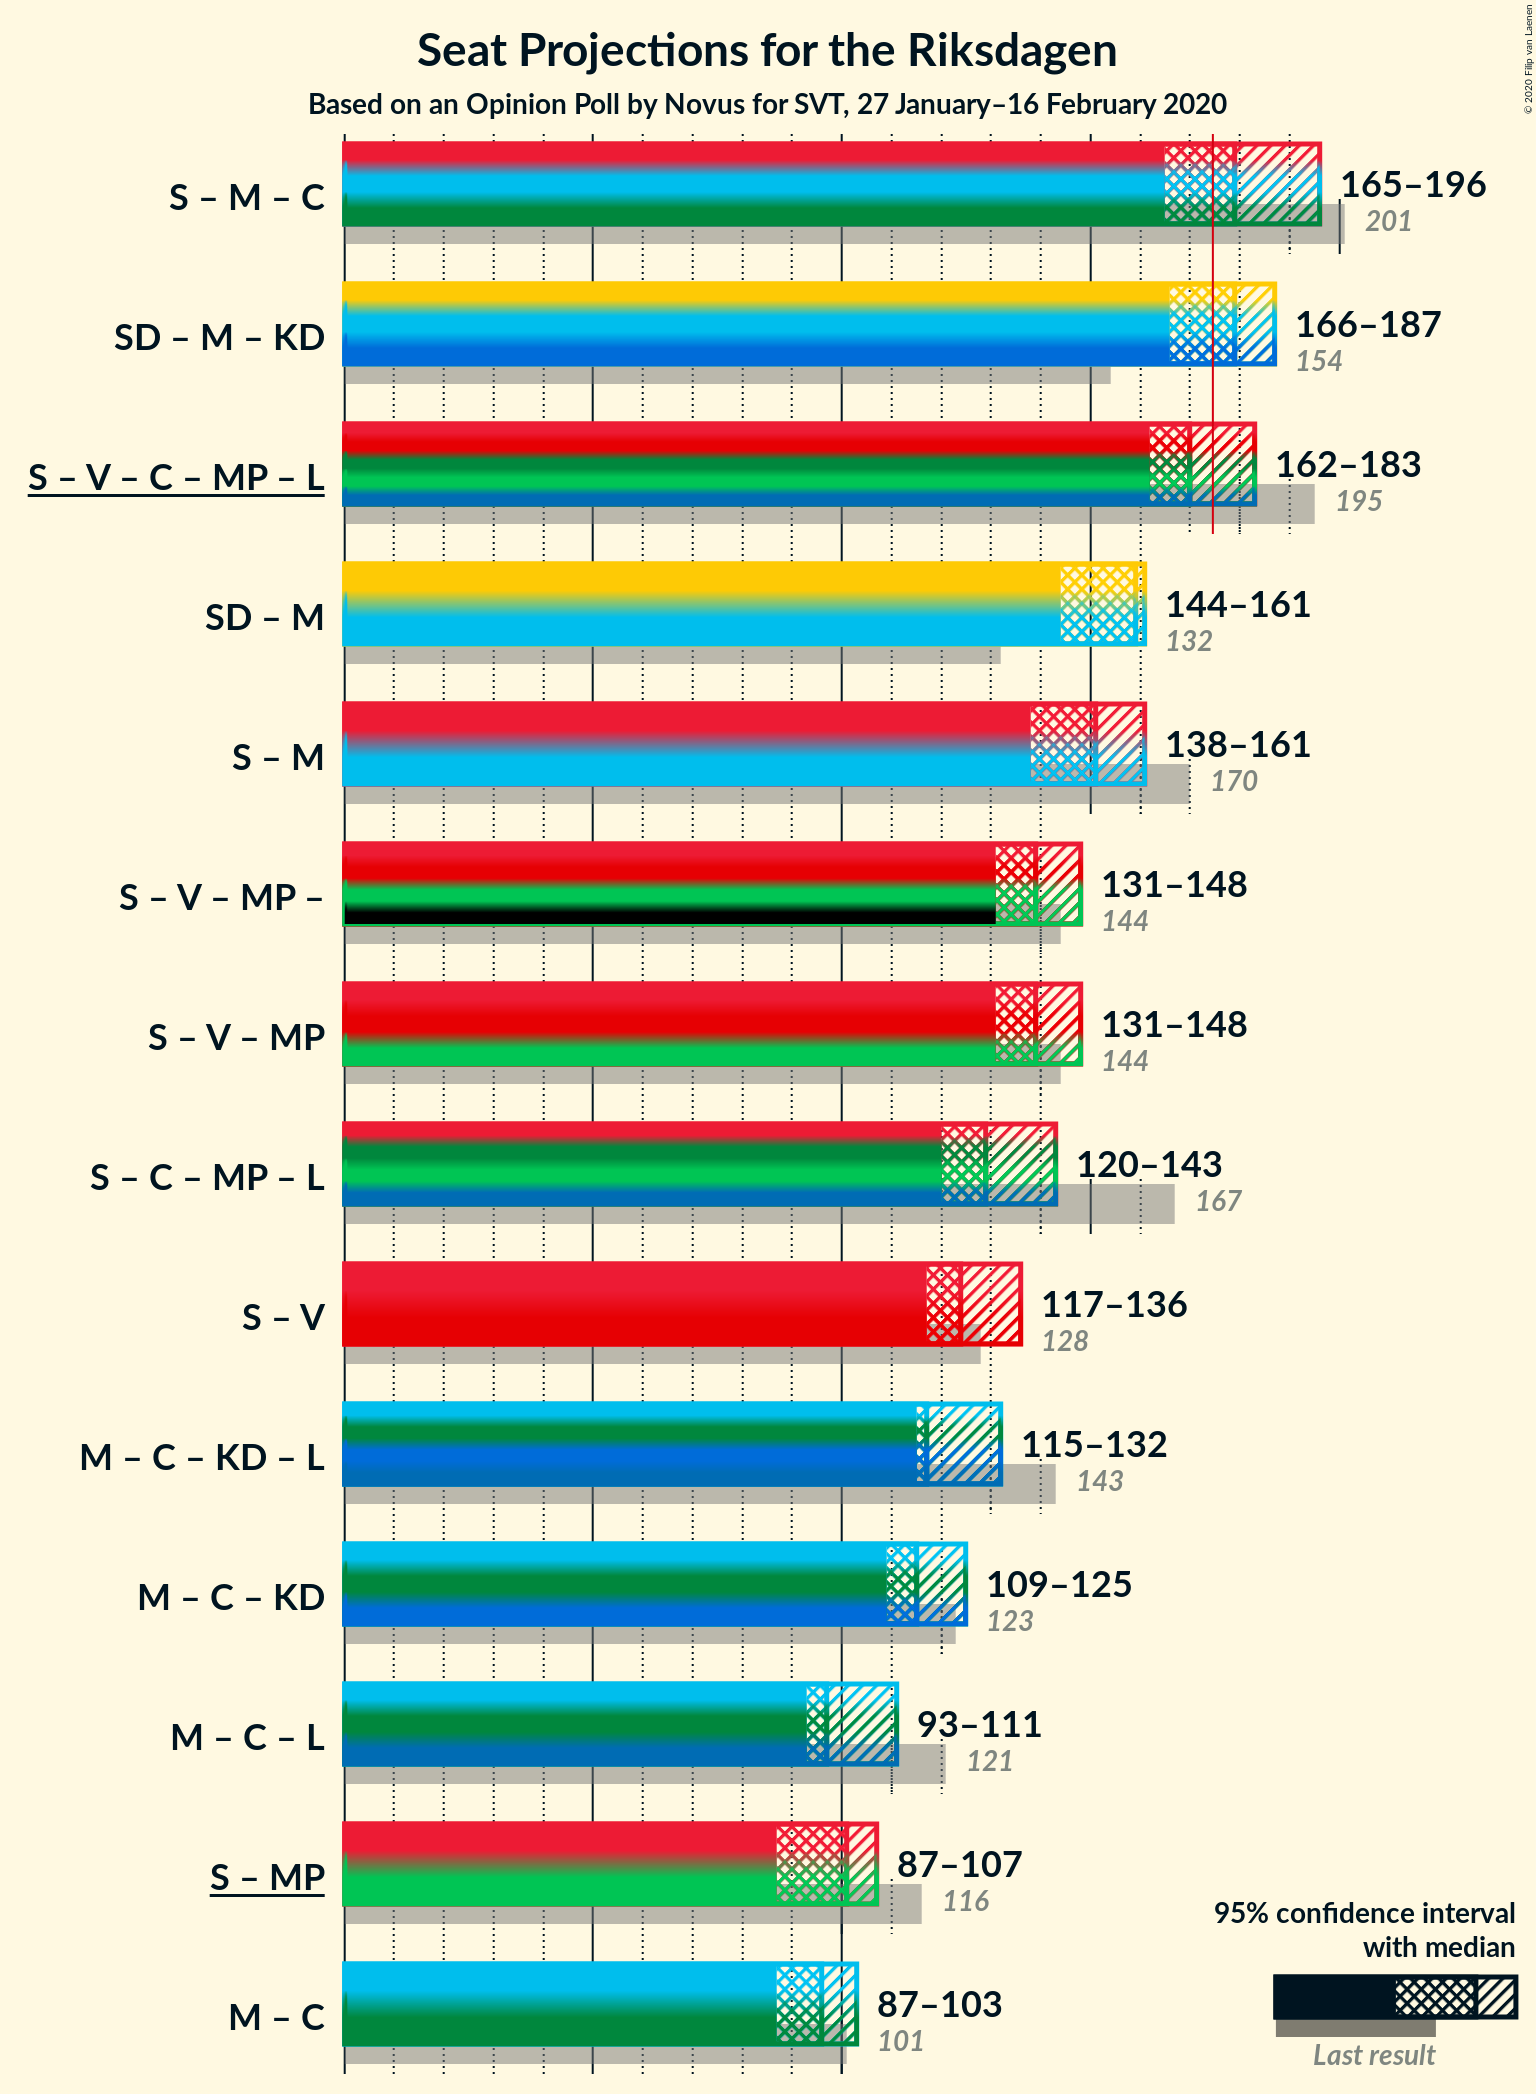 Seat Projections for the Riksdagen
Based on an Opinion Poll by Novus for SVT, 27 January–16 February 2020
© 2020 Filip van Laenen
S – M – C
165–196
201
SD – M – KD
166–187
154
S – V – C – MP – L
162–183
195
SD – M
144–161
132
S – M
138–161
170
S – V – MP –
131–148
144
S – V – MP
131–148
144
S – C – MP – L
120–143
167
S – V
117–136
128
M – C – KD – L
115–132
143
M – C – KD
109–125
123
M – C – L
93–111
121
S – MP
87–107
116
M – C
87–103
101
95% confidence interval
with median
Last result